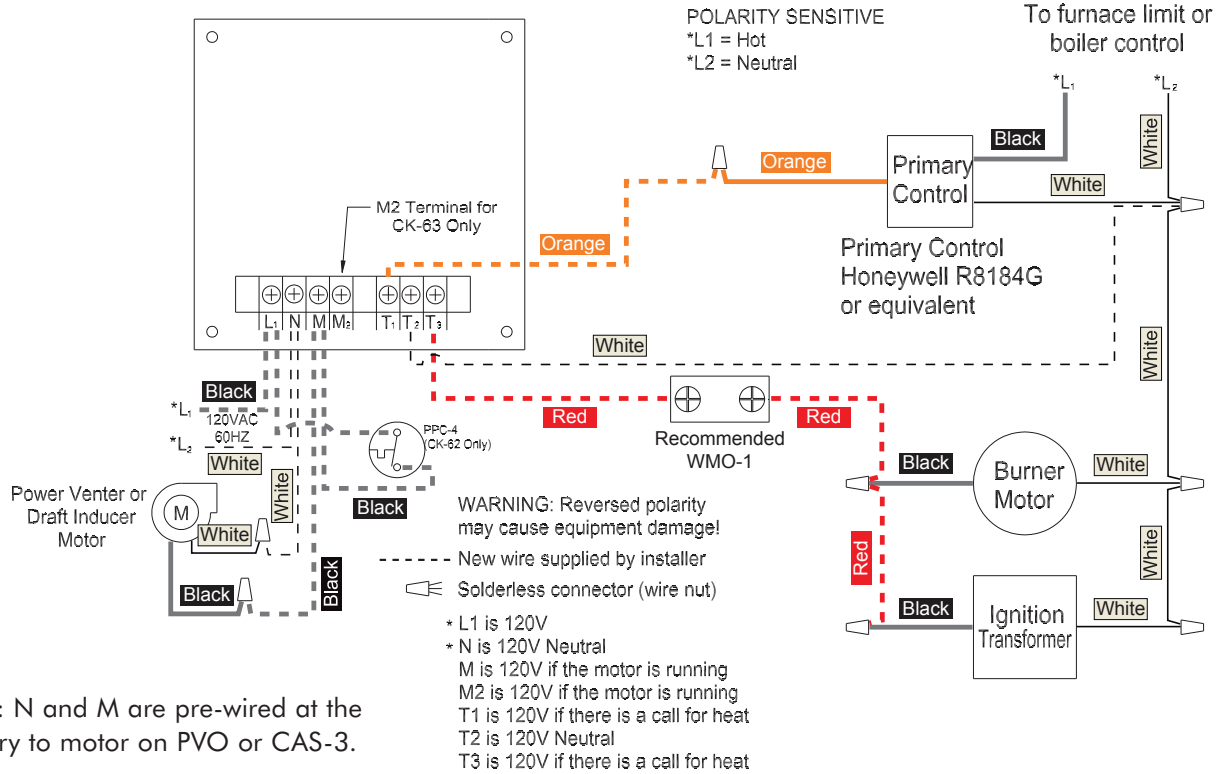 POLARITY SENSITIVE
*L1 = Hot
*L2 = Neutral
To furnace limit or
boiler control
*L1
*L2
Black
White
Orange
Primary
Control
White
M2 Terminal for
CK-63 Only
Orange
Primary Control
Honeywell R8184G
or equivalent
L1 N M M2 T1 T2 T3
White
White
Black
*L1
120VAC
60HZ
*L2
PPC-4
(CK-62 Only)
Red
Red
Recommended
WMO-1
White
White
Black
Burner
Motor
White
Power Venter or
Draft Inducer
Motor
M
White
Black
WARNING: Reversed polarity
may cause equipment damage!
New wire supplied by installer
Solderless connector (wire nut)
Black
Black
Red
White
Black
Ignition
Transformer
White
* L1 is 120V
* N is 120V Neutral
M is 120V if the motor is running
M2 is 120V if the motor is running
T1 is 120V if there is a call for heat
T2 is 120V Neutral
T3 is 120V if there is a call for heat
: N and M are pre-wired at the
ry to motor on PVO or CAS-3.